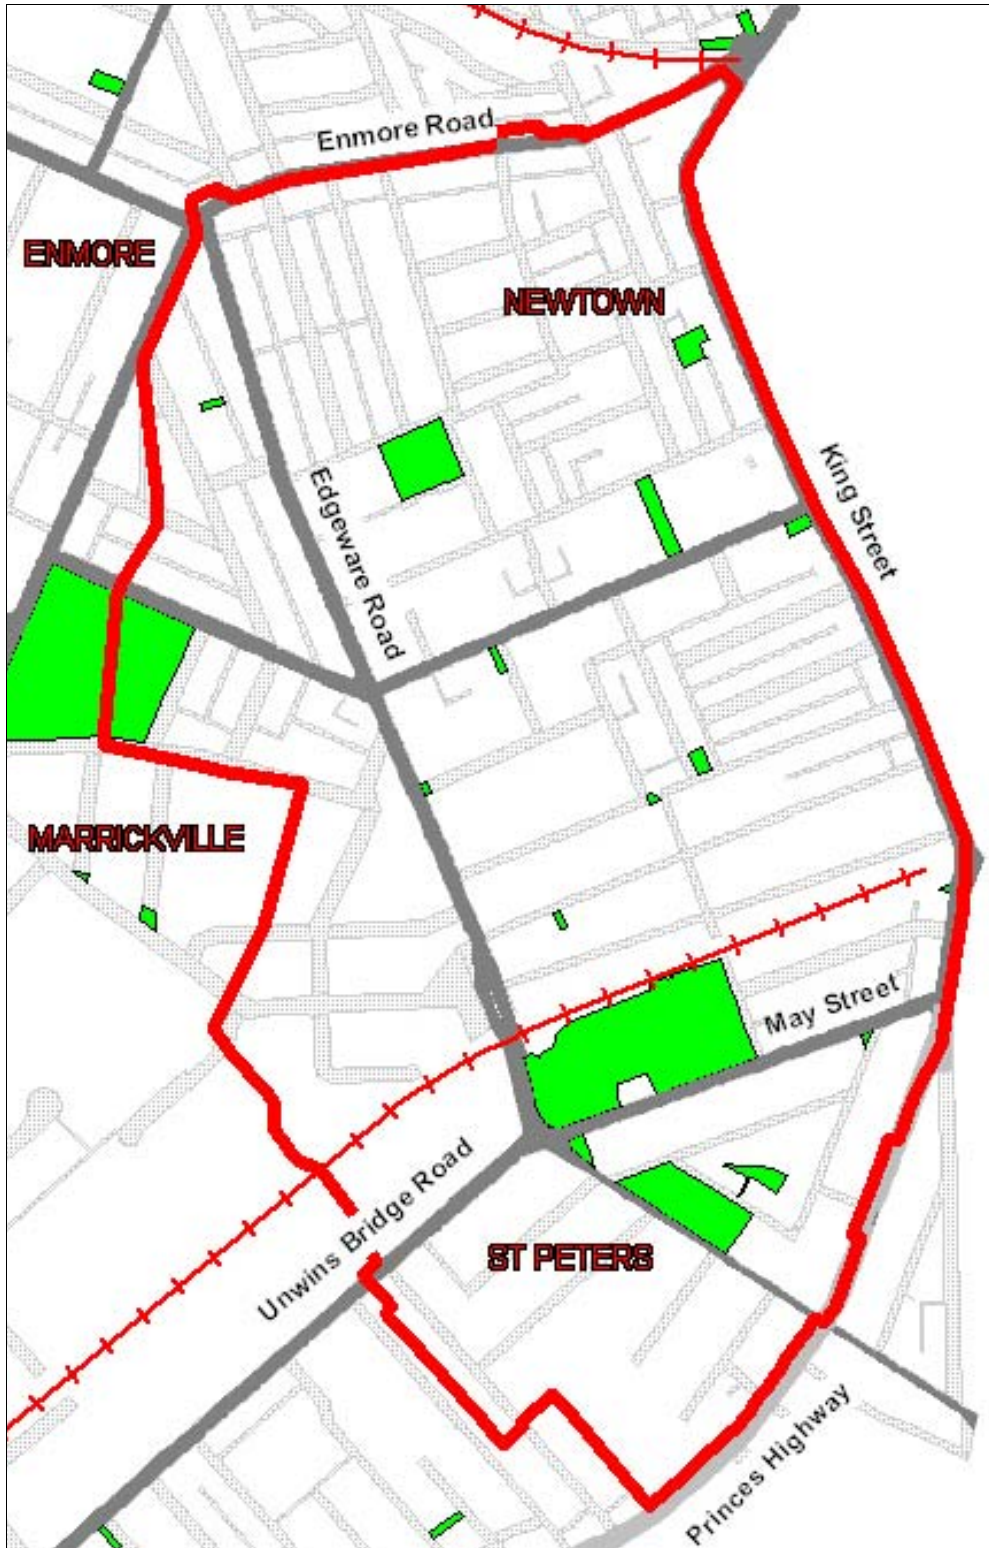 Enmore Road
ENMORE
NEWTOWN
King Street
Edgeware Road
MARRICKVILLE
May Street
Unwins Bridge Road
ST PETERS
Princes Highway